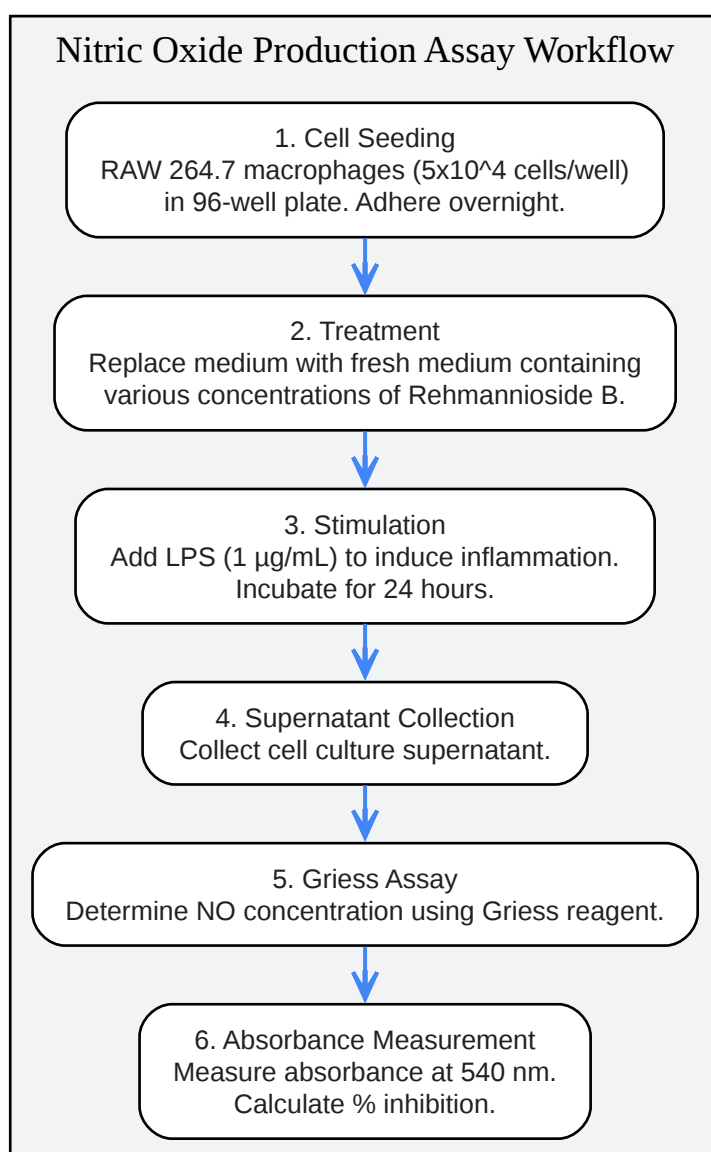 Nitric Oxide Production Assay Workflow
1. Cell Seeding
RAW 264.7 macrophages (5x10^4 cells/well)
in 96-well plate. Adhere overnight.
2. Treatment
Replace medium with fresh medium containing
various concentrations of Rehmannioside B.
3. Stimulation
Add LPS (1 µg/mL) to induce inflammation.
Incubate for 24 hours.
4. Supernatant Collection
Collect cell culture supernatant.
5. Griess Assay
Determine NO concentration using Griess reagent.
6. Absorbance Measurement
Measure absorbance at 540 nm.
Calculate % inhibition.